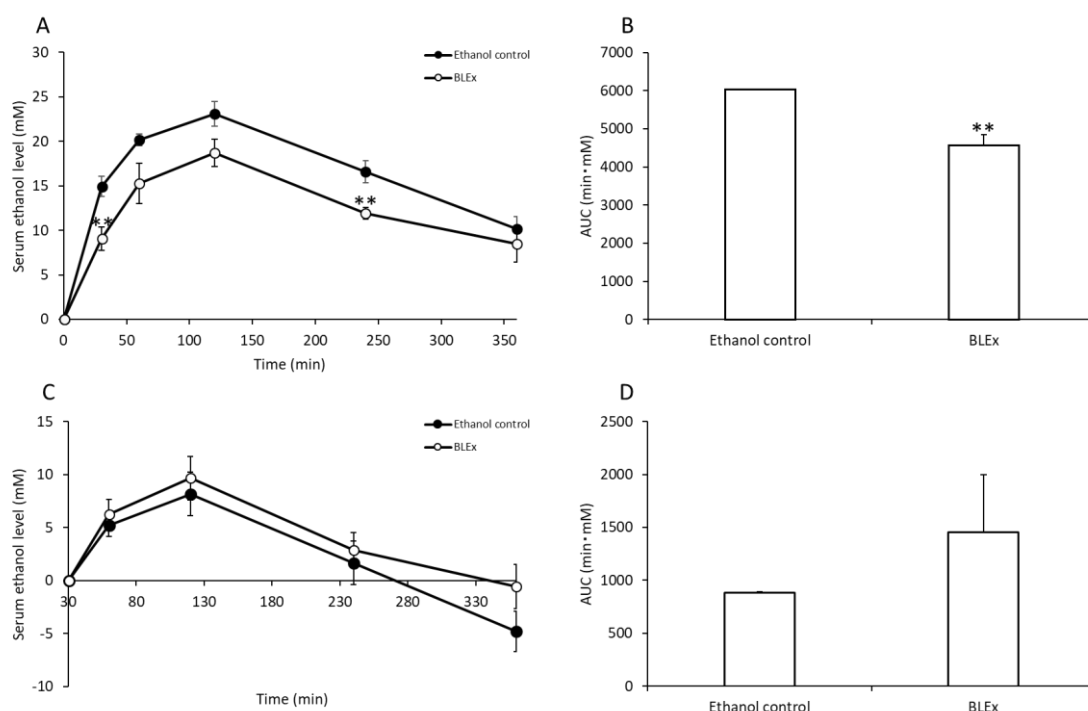 A
30
25
20
15
10
5
0
Serum ethanol level (mM)
Ethanol control
BLEx
**
**
0 50 100 150 200 250 300 350
Time (min)
B
7000
6000
5000
4000
3000
2000
1000
0
AUC (min・mM)
**
Ethanol control BLEx
C
15
10
5
0
-5
-10
Serum ethanol level (mM)
Ethanol control
BLEx
30 80 130 180 230 280 330
Time (min)
D
2500
2000
1500
1000
500
0
AUC (min・mM)
Ethanol control BLEx